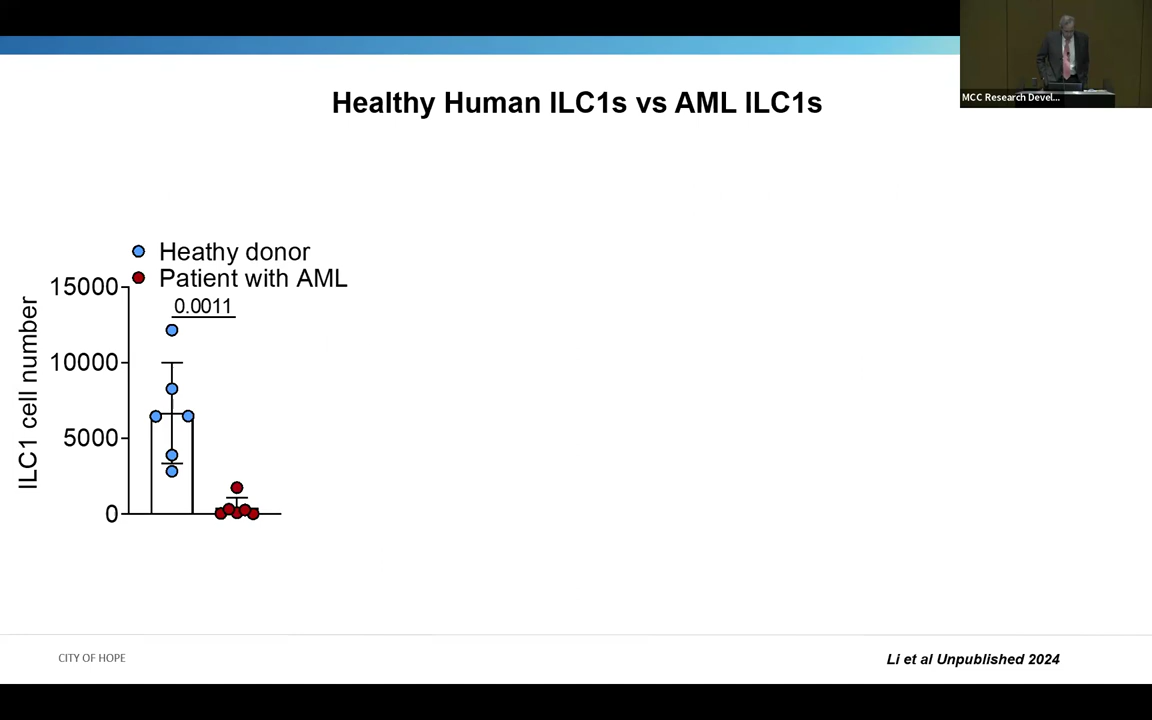 MCC Research Devel...
Healthy Human ILC1s vs AML ILC1s
Heathy donor
Patient with AML
0.0011
15000
10000
5000
0
ILC1 cell number
CITY OF HOPE
Li et al Unpublished 2024